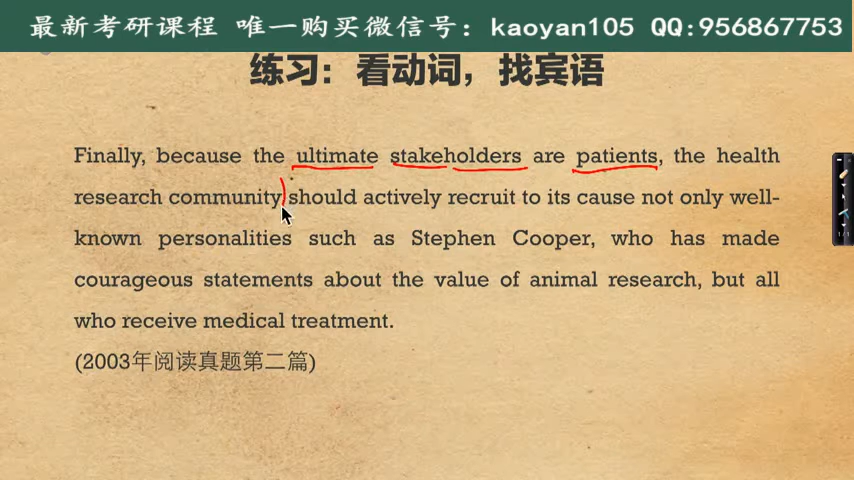 最新考研课程 唯一购买微信号：kaoyan105 QQ:956867753
练习：看动词，找宾语
Finally, because the ultimate stakeholders are patients, the health
research community should actively recruit to its cause not only well-
known personalities such as Stephen Cooper, who has made
courageous statements about the value of animal research, but all
who receive medical treatment.
(2003年阅读真题第二篇)